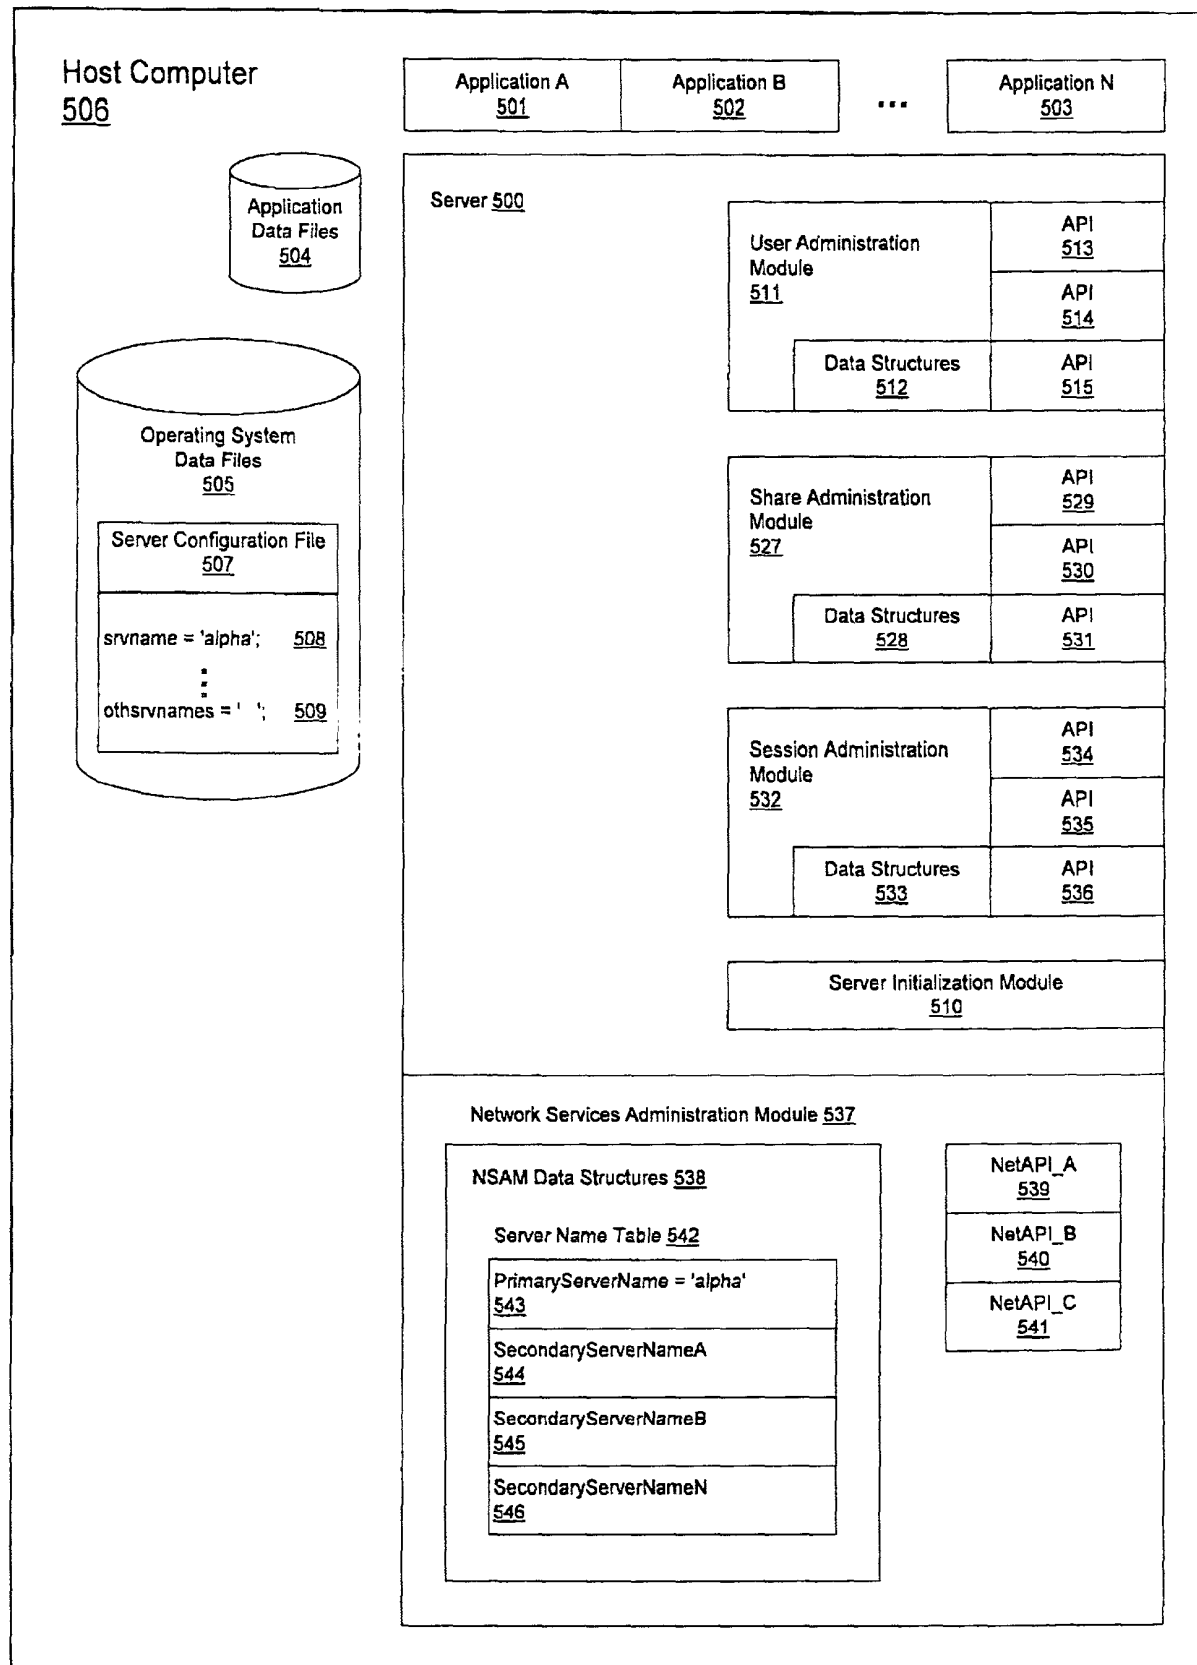 Host Computer
506
Application A
501
Application B
502
...
Application N
503
Application
Data Files
504
Server 500
User Administration
Module
511
Data Structures
512
API
513
API
514
API
515
Operating System
Data Files
505
Server Configuration File
507
srvname = 'alpha'; 508
othsrvnames = ' '; 509
Share Administration
Module
527
Data Structures
528
API
529
API
530
API
531
Session Administration
Module
532
Data Structures
533
API
534
API
535
API
536
Server Initialization Module
510
Network Services Administration Module 537
NSAM Data Structures 538
Server Name Table 542
PrimaryServerName = 'alpha'
543
SecondaryServerNameA
544
SecondaryServerNameB
545
SecondaryServerNameN
546
NetAPI_A
539
NetAPI_B
540
NetAPI_C
541